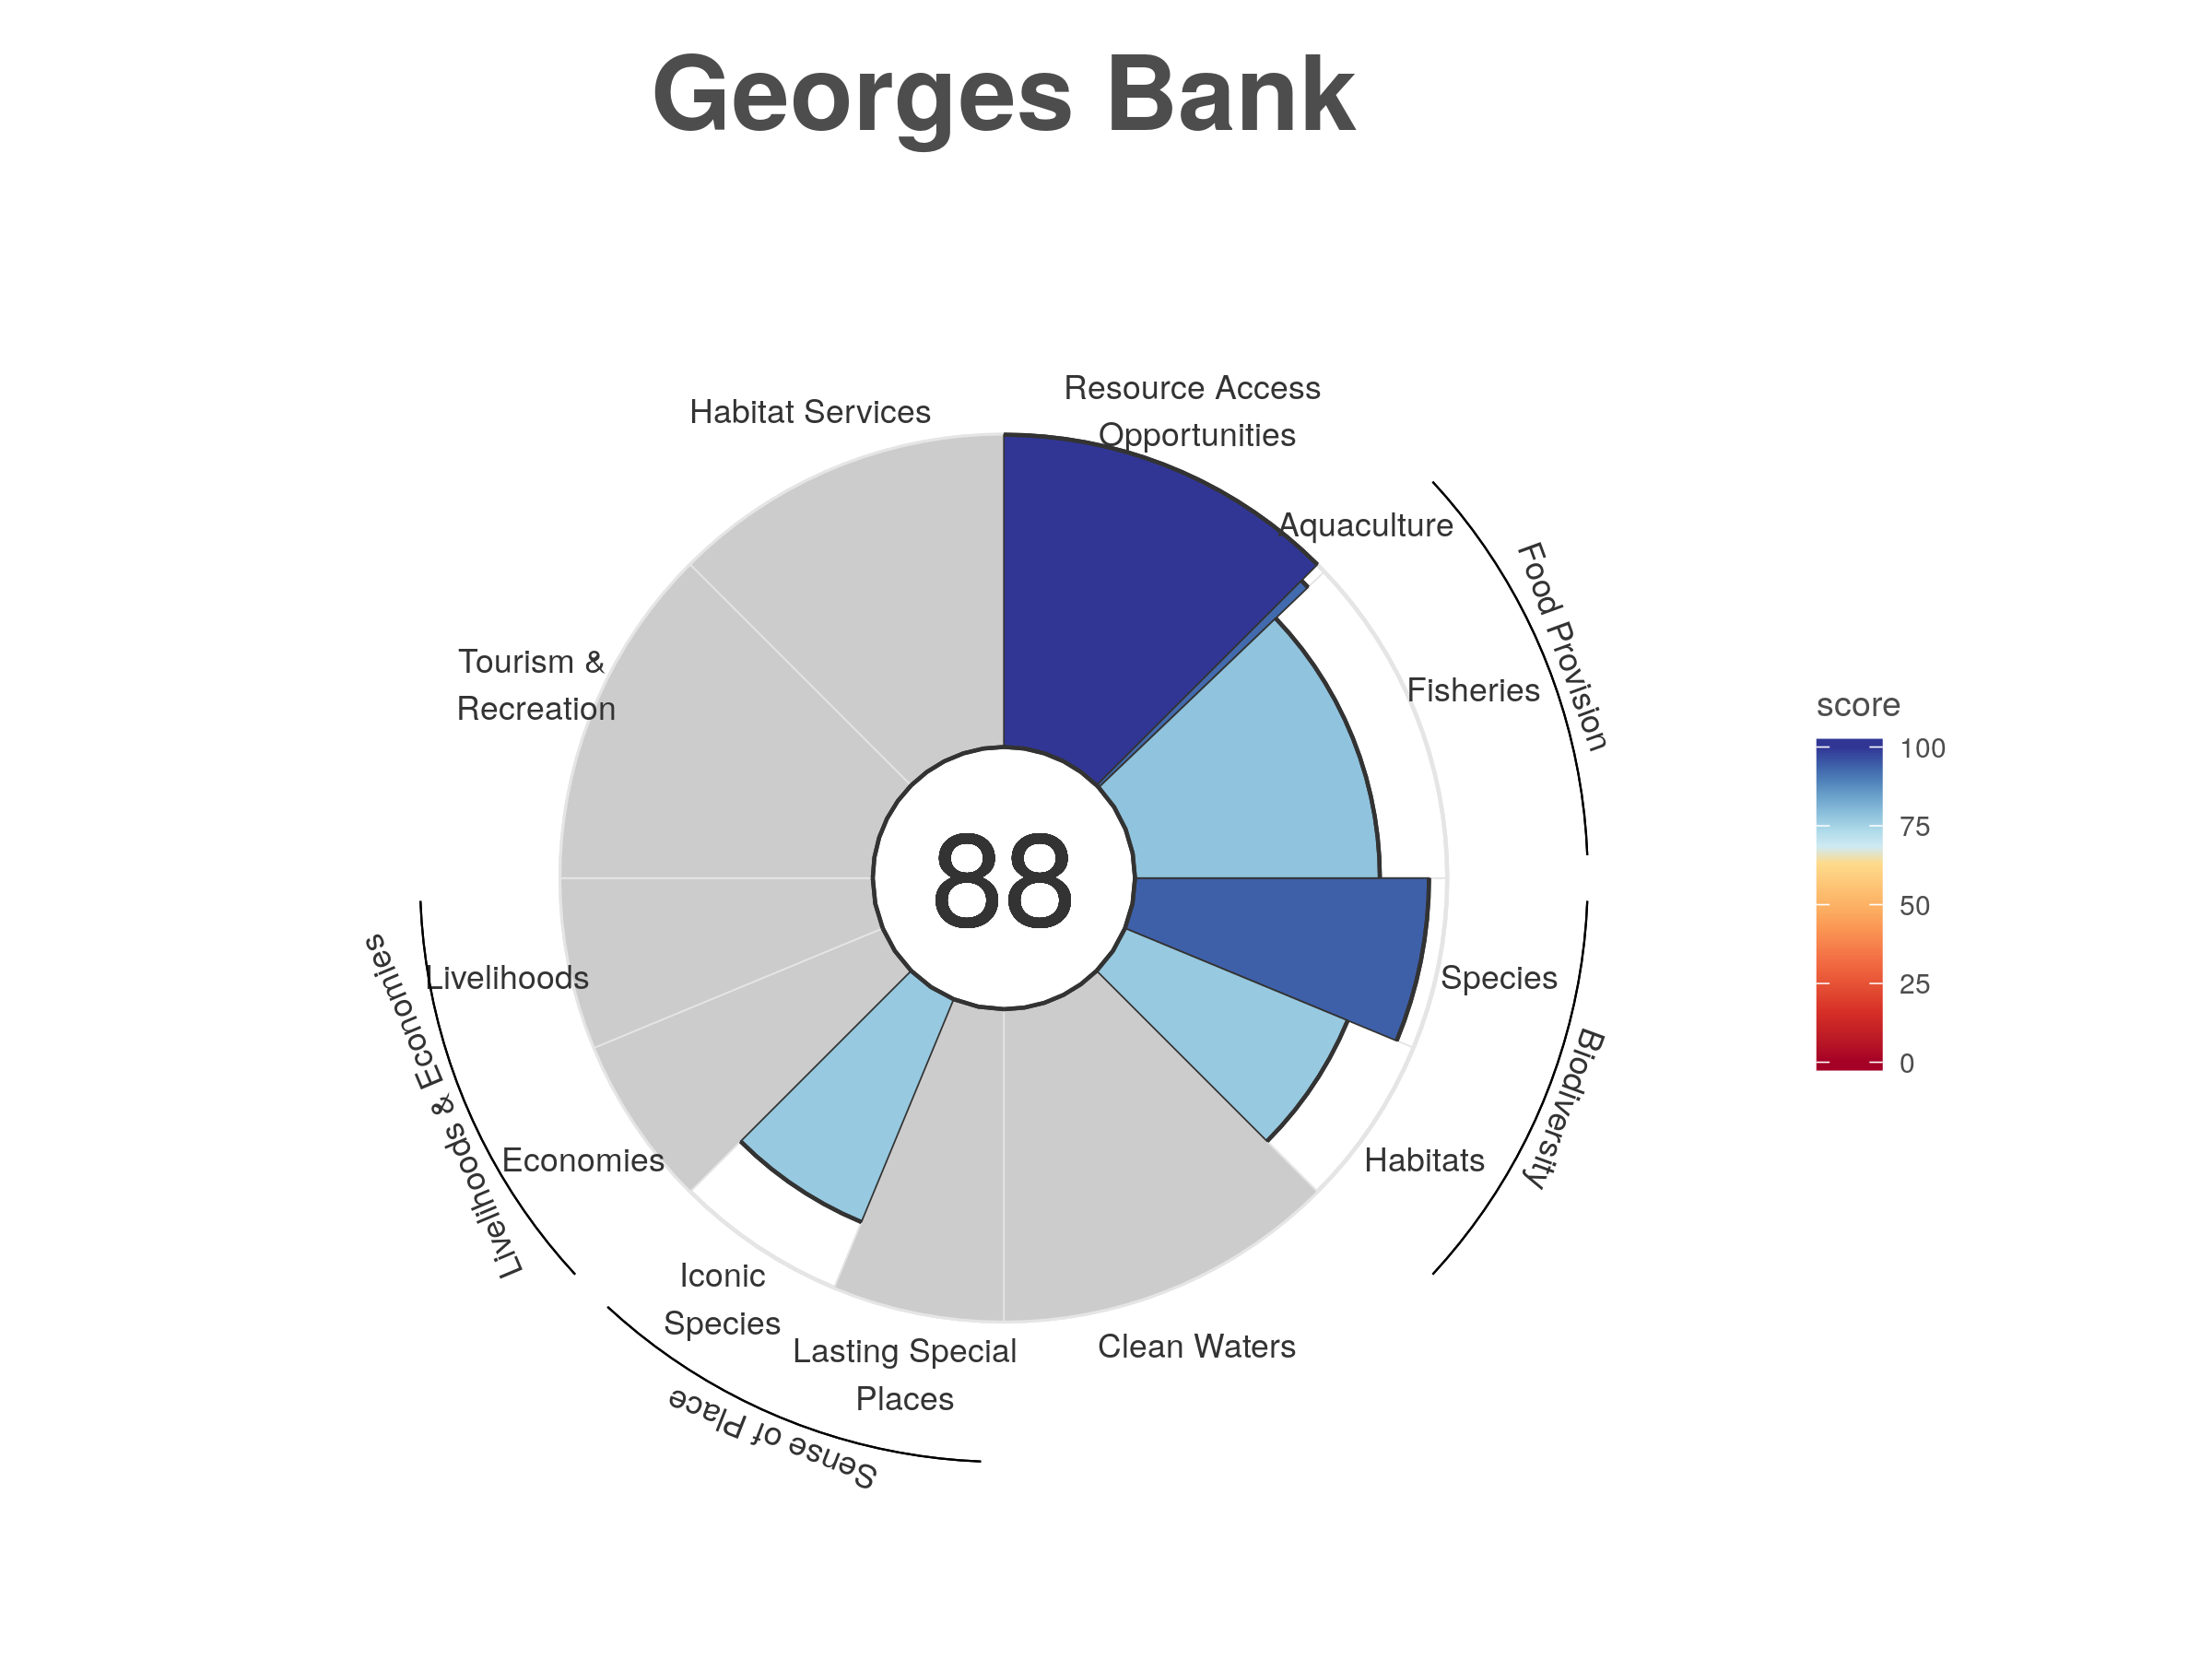 Georges Bank
Resource Access
Opportunities
Habitat Services
Aquaculture
Food Provision
Tourism &
Recreation
Fisheries
score
100
75
50
25
0
88
Species
Livelihoods
Biodiversity
Livelihoods & Economies
Habitats
Economies
Iconic
Species
Lasting Special
Places
Clean Waters
Sense of Place